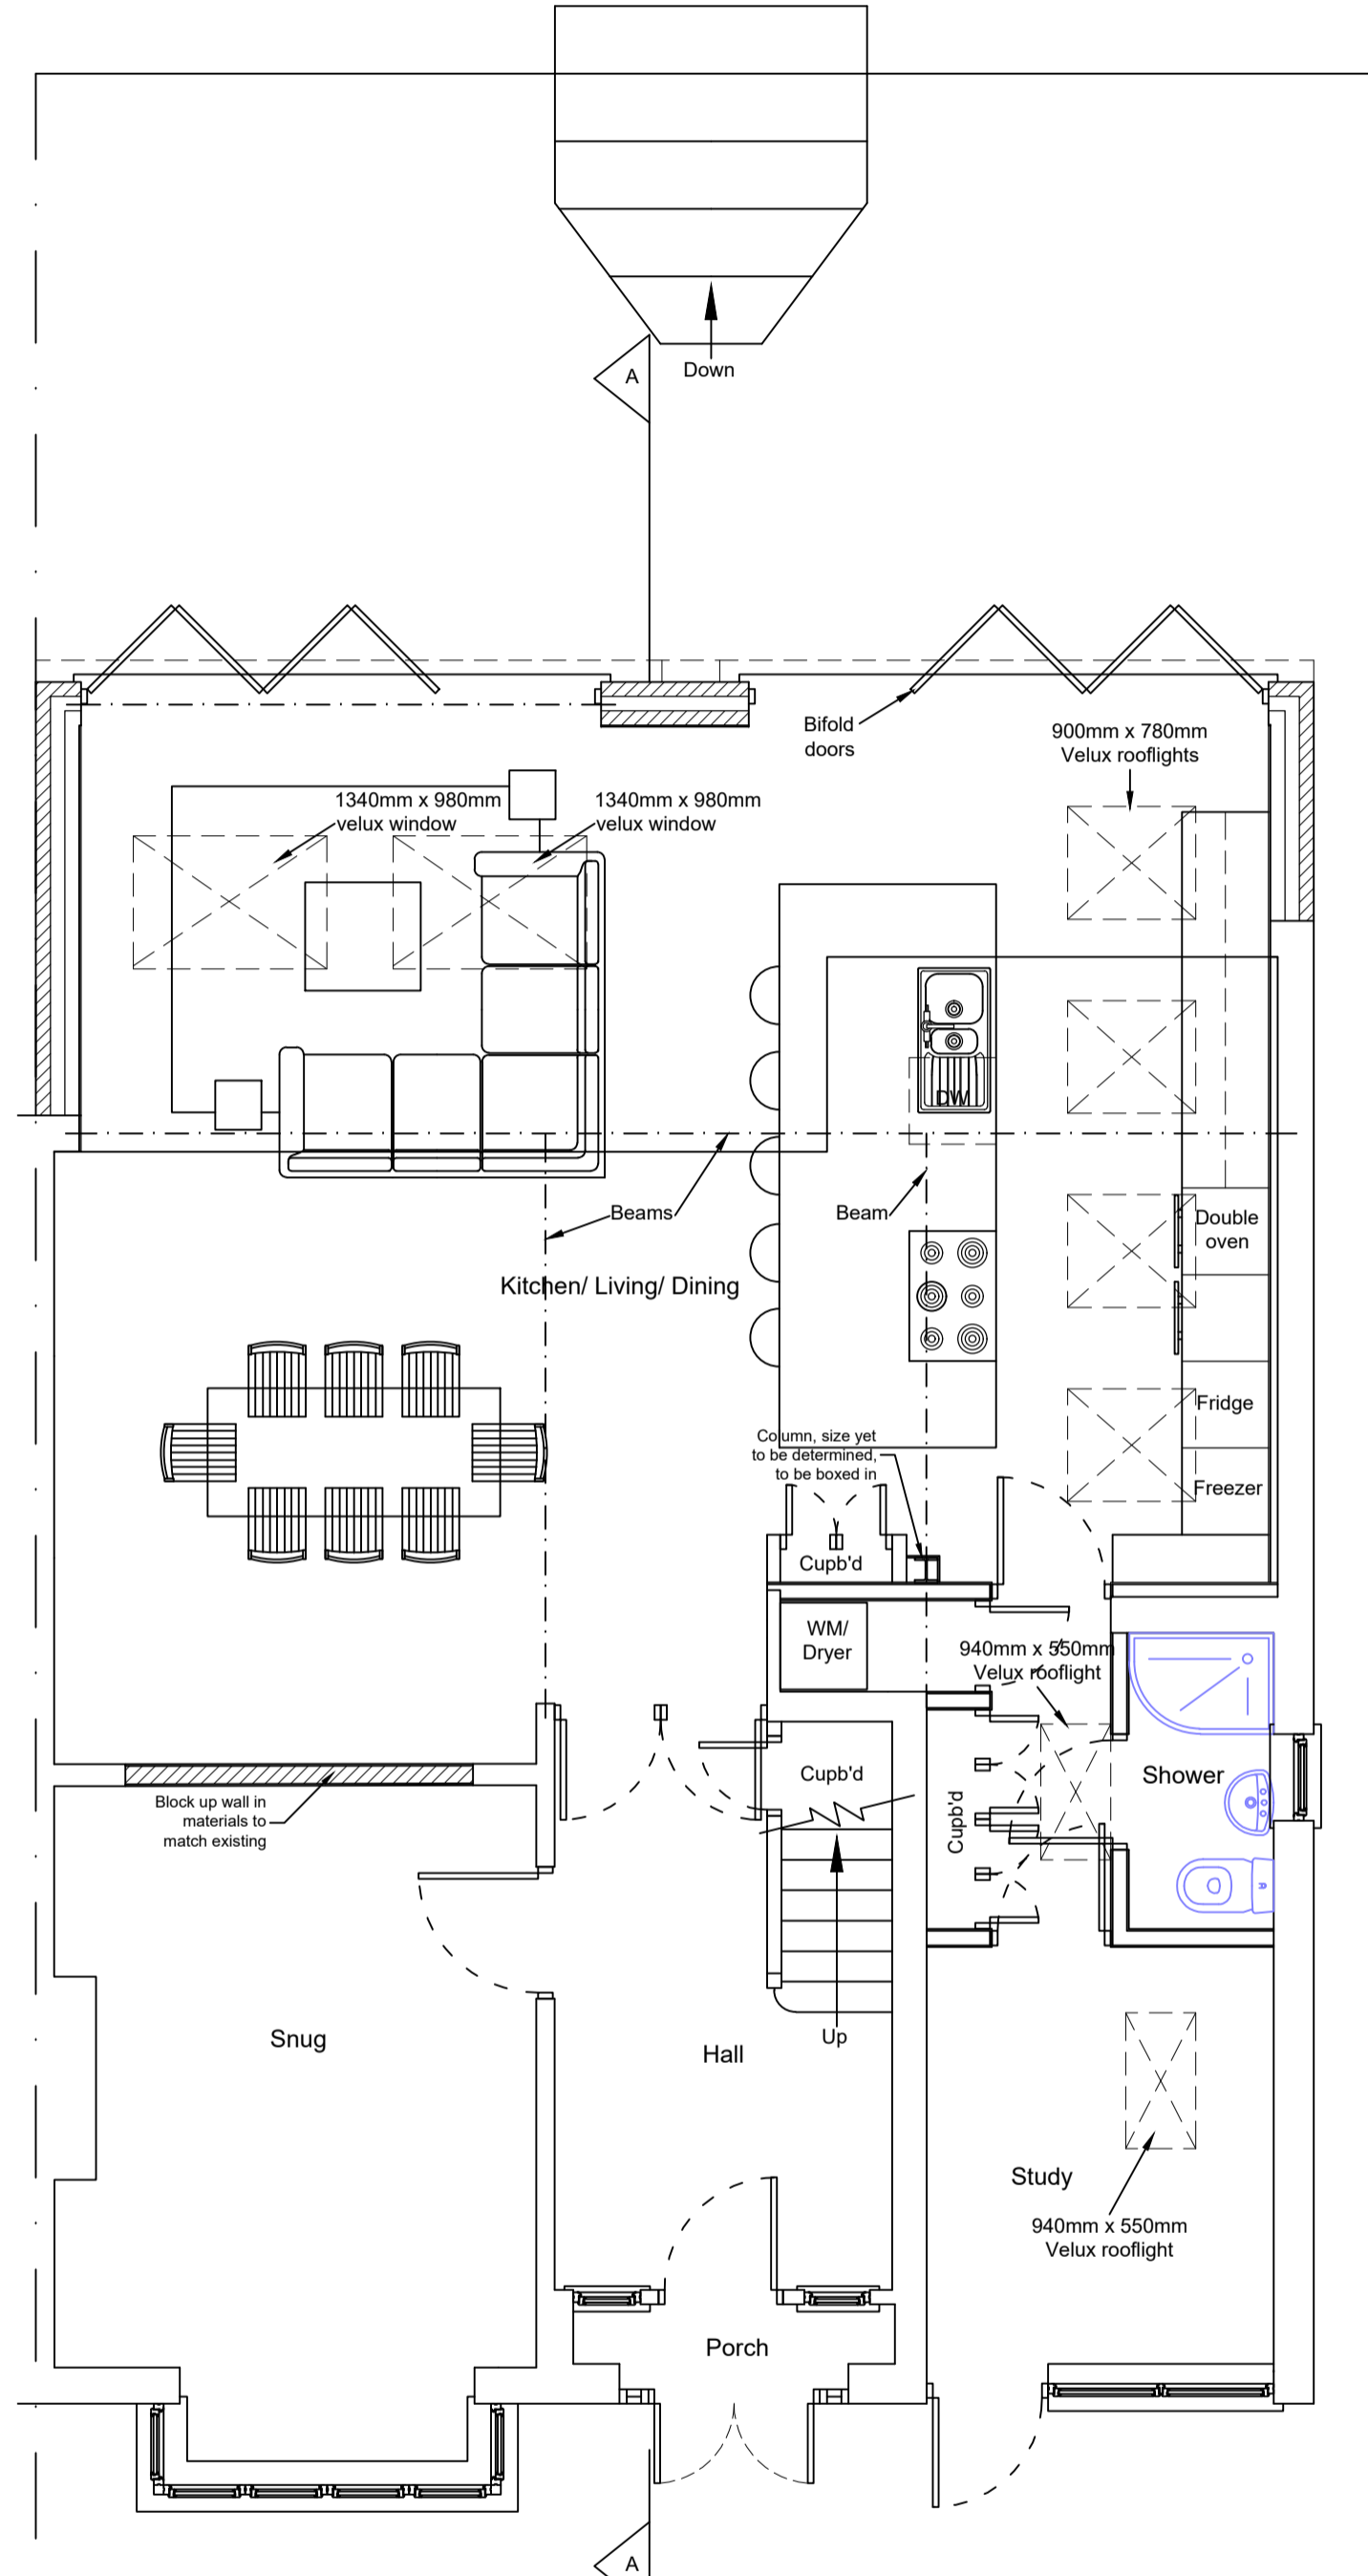 Down
A
Bifold
doors
900mm x 780mm
Velux rooflights
1340mm x 980mm
velux window
1340mm x 980mm
velux window
DW
Beams
Beam
Double
oven
Kitchen/ Living/ Dining
Fridge
Column, size yet
to be determined,
to be boxed in
Freezer
Cupb'd
WM/
Dryer
940mm x 550mm
Velux rooflight
Cupb'd
Shower
Block up wall in
materials to
match existing
Cupb'd
Up
Snug
Hall
Study
940mm x 550mm
Velux rooflight
Porch
A